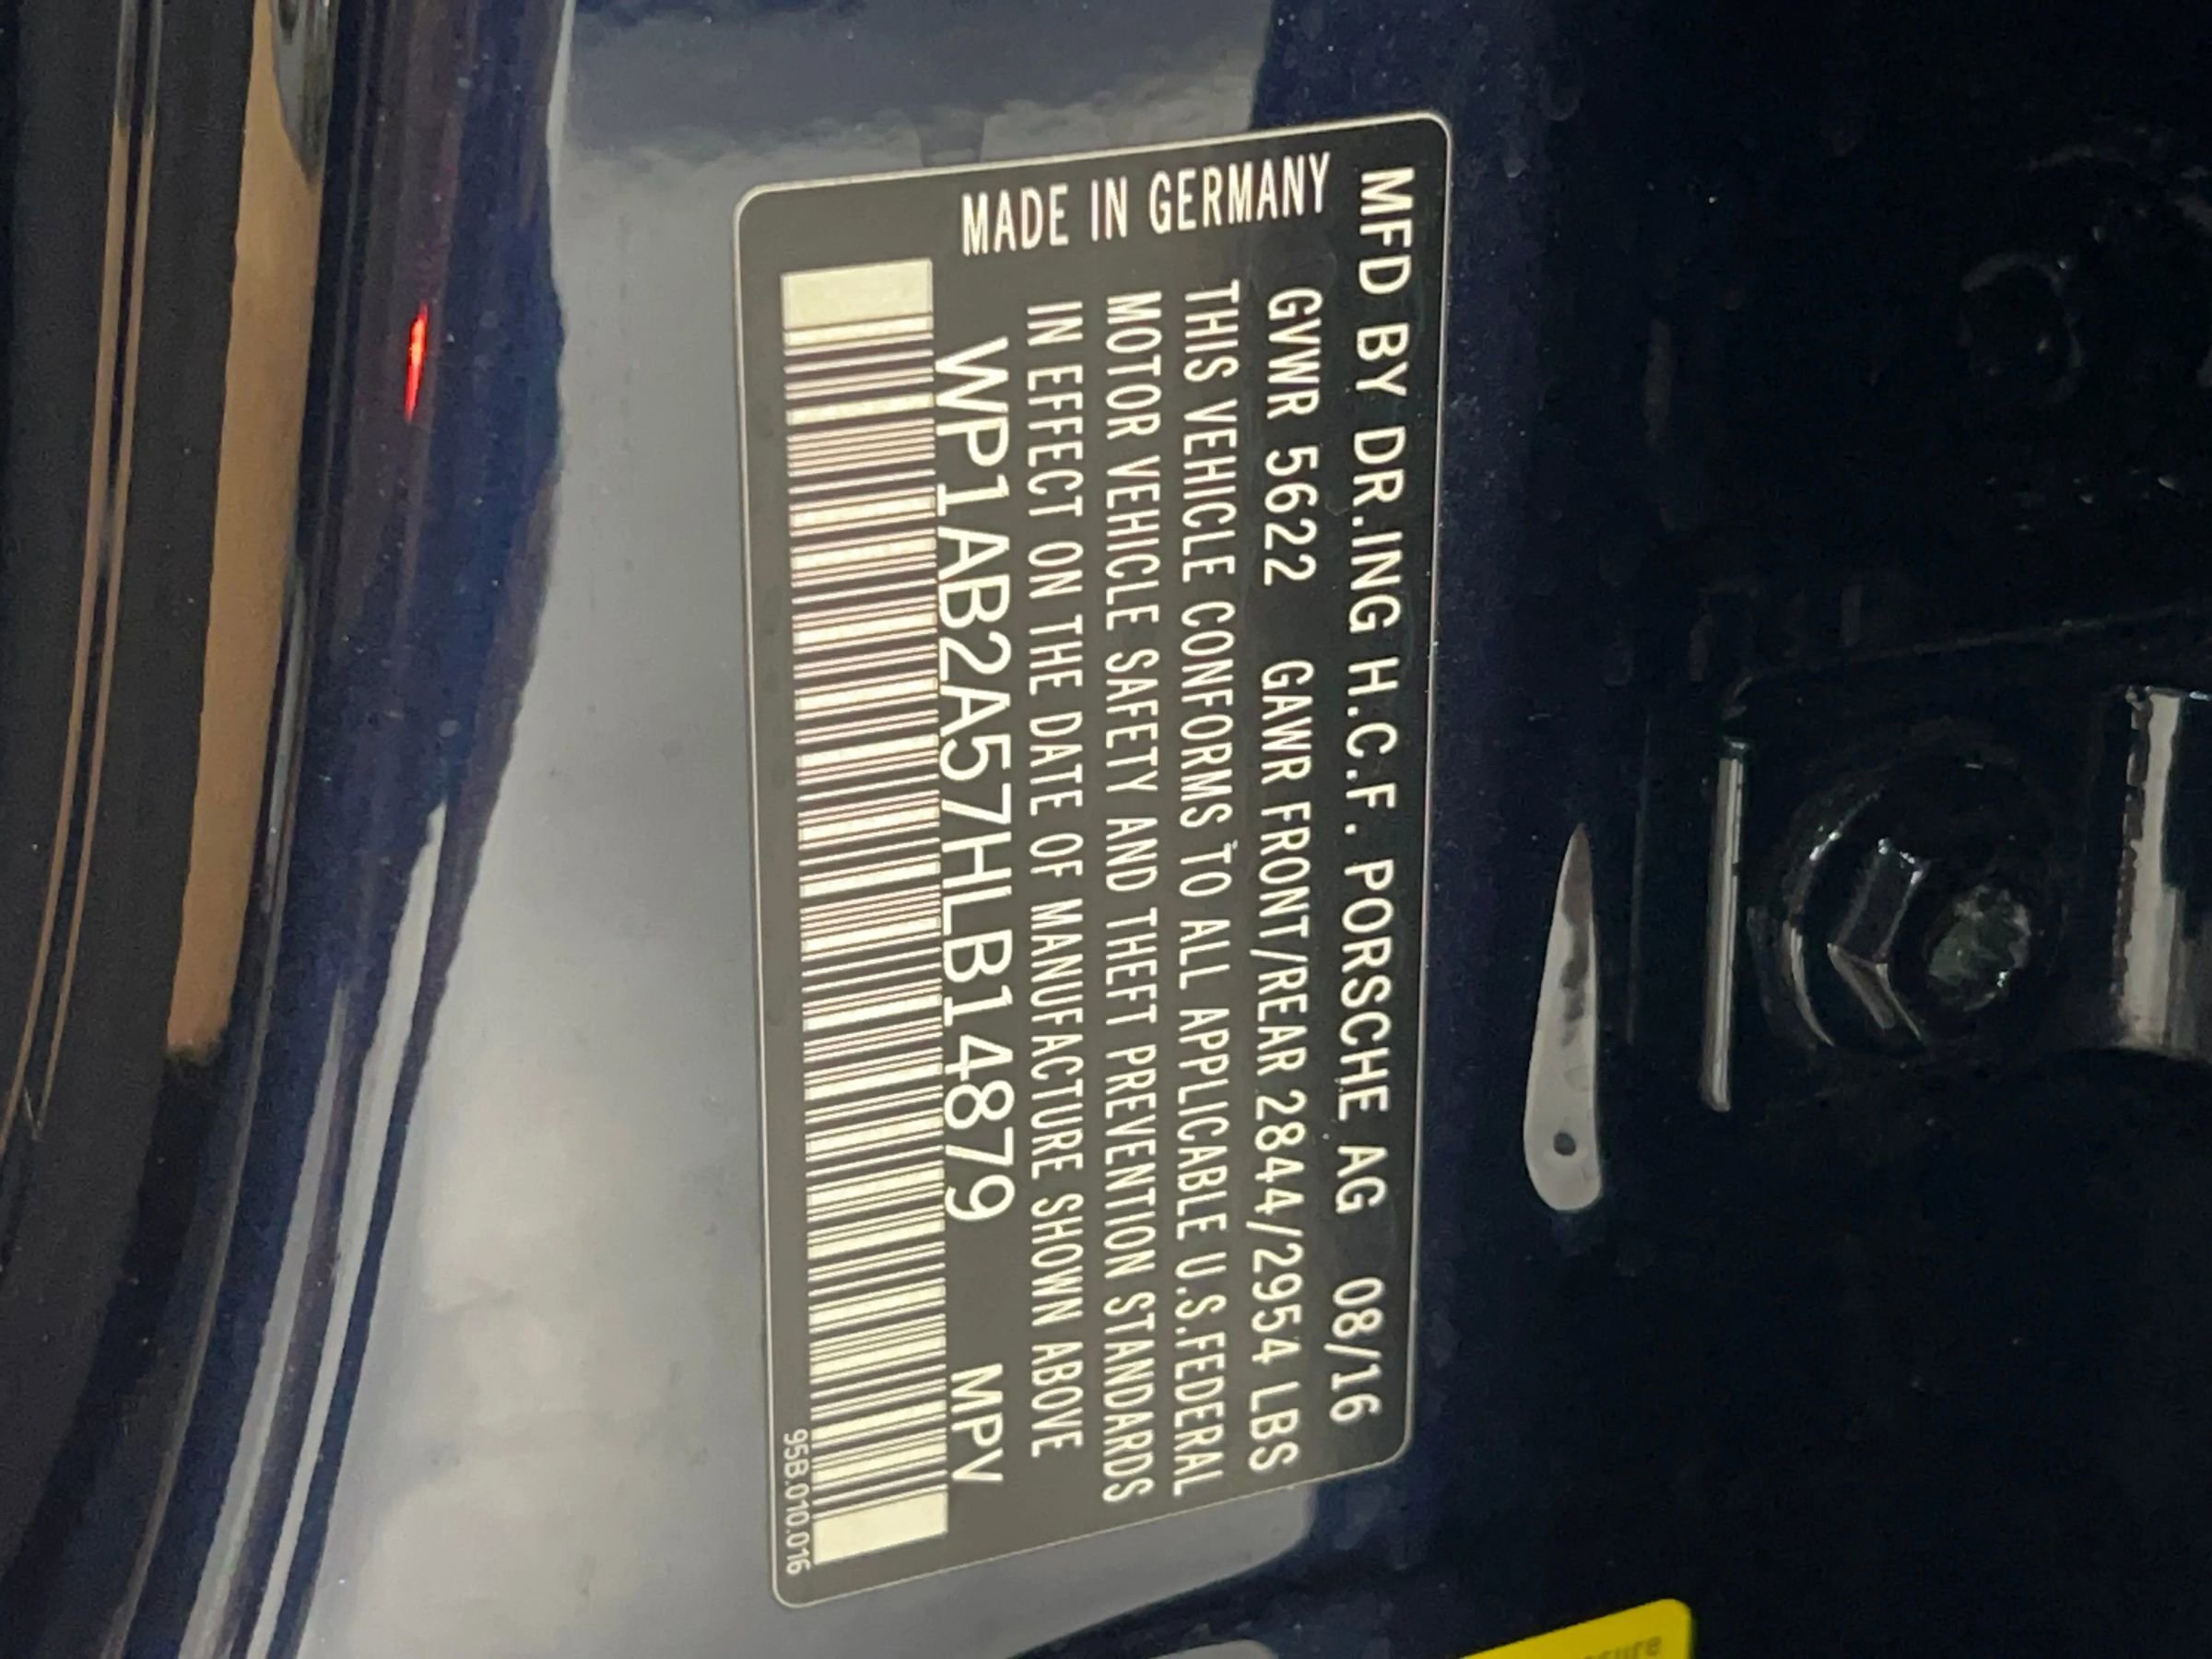 MFD BY DR.ING H.C.F. PORSCHE AG 08/16
GVWR 5622 GAWR FRONT/REAR 2844/2954 LBS
THIS VEHICLE CONFORMS TO ALL APPLICABLE U.S.FEDERAL
MOTOR VEHICLE SAFETY AND THEFT PREVENTION STANDARDS
IN EFFECT ON THE DATE OF MANUFACTURE SHOWN ABOVE
WP1AB2A57HLB14879 MPV
MADE IN GERMANY
95B.010.016